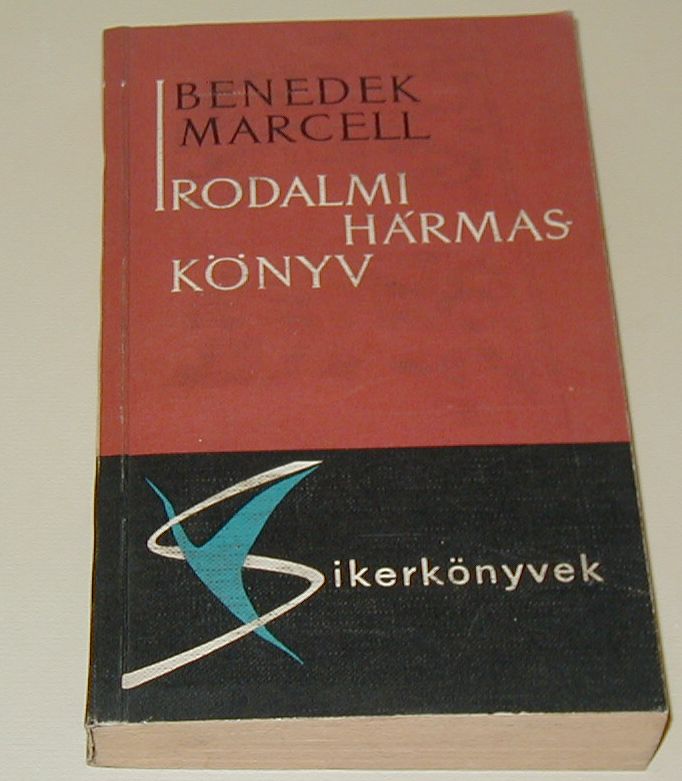 BENEDEK
MARCELL
IRODALMI
HÁRMAS-
KÖNYV
Sikerkönyvek